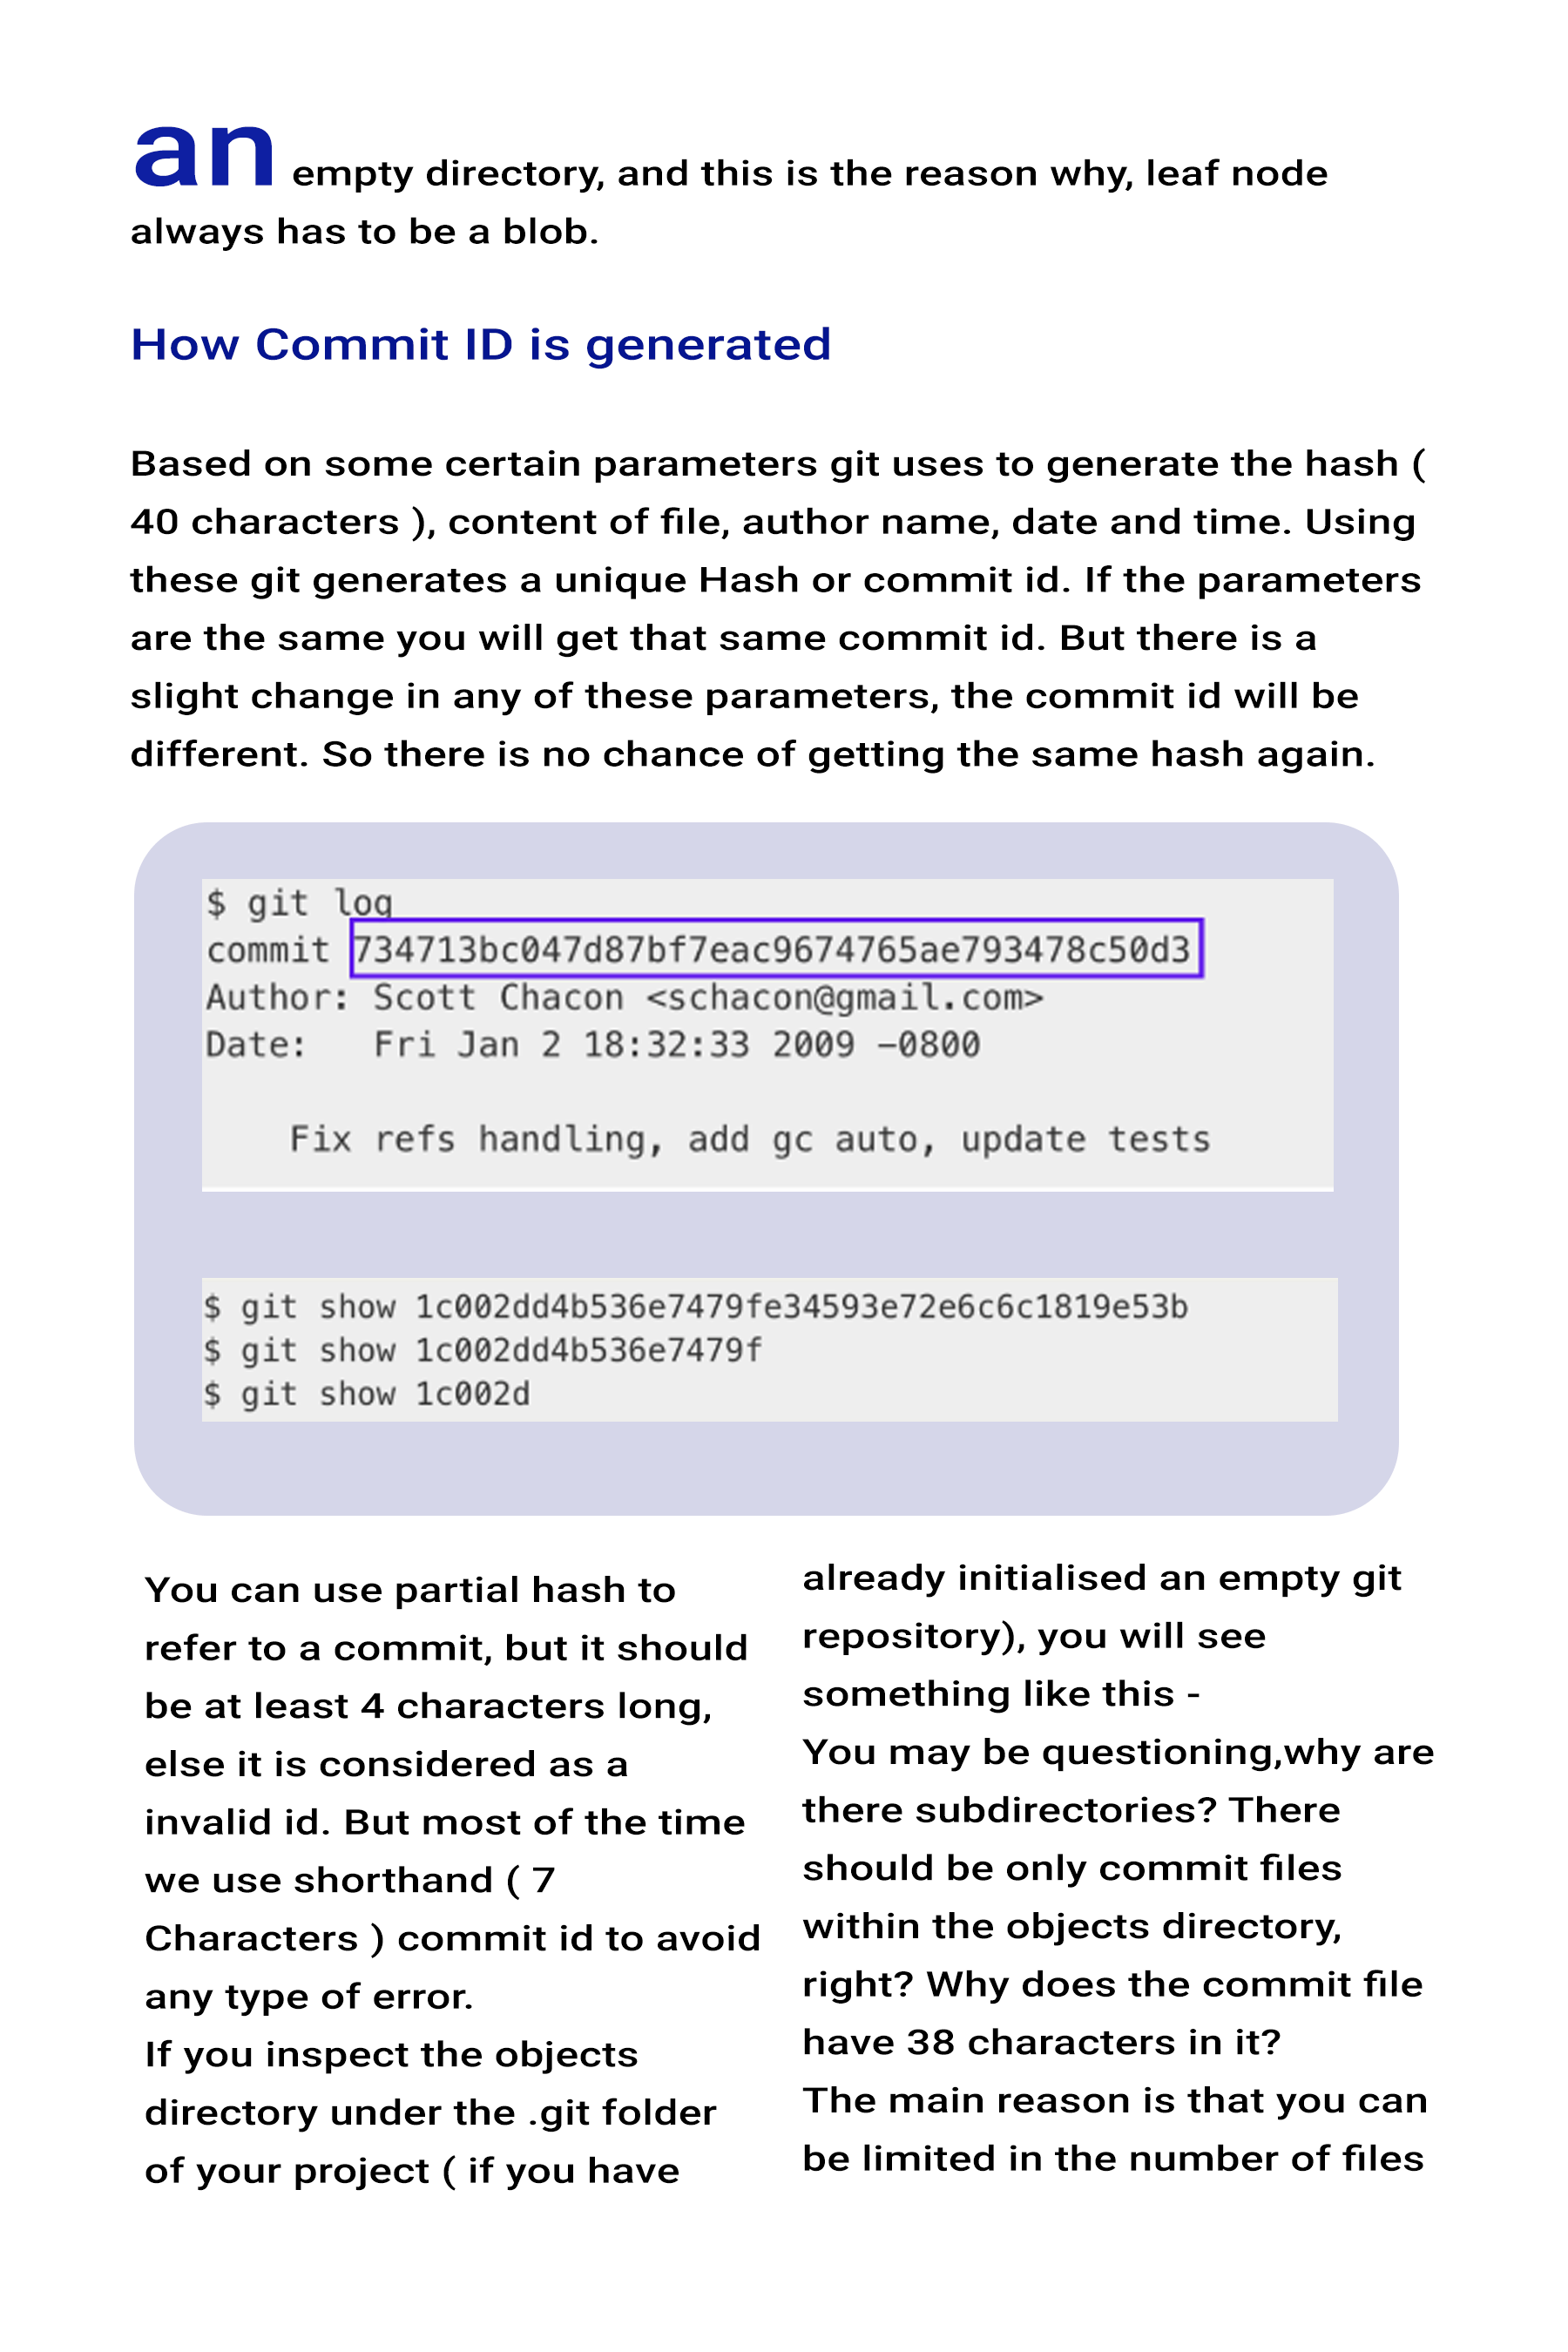 an empty directory, and this is the reason why, leaf node
always has to be a blob.
How Commit ID is generated
Based on some certain parameters git uses to generate the hash (
40 characters ), content of file, author name, date and time. Using
these git generates a unique Hash or commit id. If the parameters
are the same you will get that same commit id. But there is a
slight change in any of these parameters, the commit id will be
different. So there is no chance of getting the same hash again.
$ git log
commit 734713bc047d87bf7eac9674765ae793478c50d3
Author: Scott Chacon <schacon@gmail.com>
Date:   Fri Jan 2 18:32:33 2009 −0800
Fix refs handling, add gc auto, update tests
$ git show 1c002dd4b536e7479fe34593e72e6c6c1819e53b
$ git show 1c002dd4b536e7479f
$ git show 1c002d
You can use partial hash to
refer to a commit, but it should
be at least 4 characters long,
else it is considered as a
invalid id. But most of the time
we use shorthand ( 7
Characters ) commit id to avoid
any type of error.
If you inspect the objects
directory under the .git folder
of your project ( if you have
already initialised an empty git
repository), you will see
something like this -
You may be questioning,why are
there subdirectories? There
should be only commit files
within the objects directory,
right? Why does the commit file
have 38 characters in it?
The main reason is that you can
be limited in the number of files